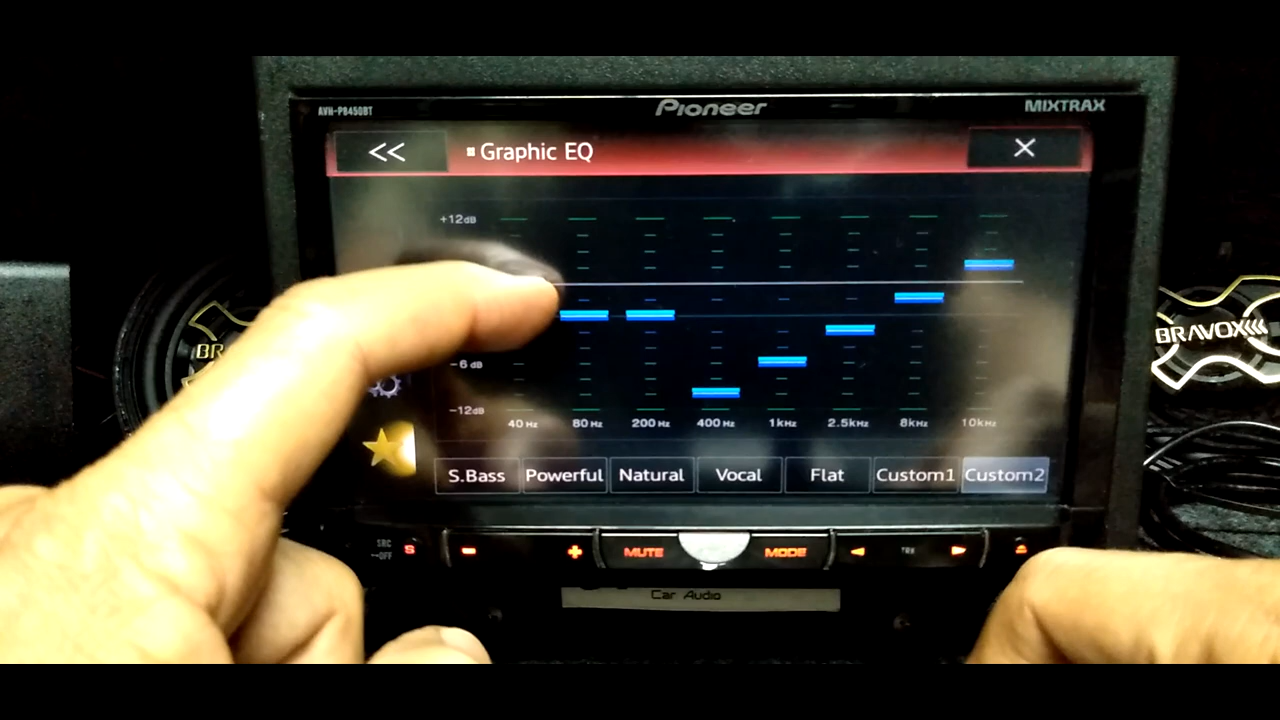 AVH-P8450BT Pioneer MIXTRAX
<< Graphic EQ X
+12dB
BRAVOX
-6 dB
-12dB
40 Hz 80 Hz 200 Hz 400 Hz 1kHz 2.5kHz 8kHz 10kHz
S.Bass Powerful Natural Vocal Flat Custom1 Custom2
SRC
OFF
S - + MUTE MODE TRK
Car Audio